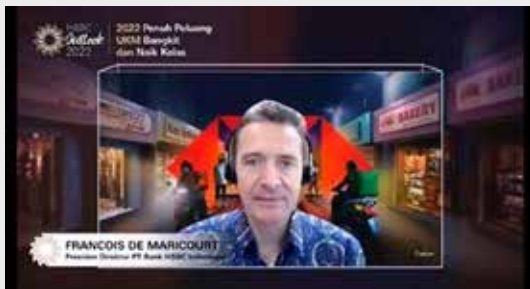 HSBC
Outlook
2022
2022 Penuh Peluang
UKM Bangkit
dan Naik Kelas
BAKERY
FRANCOIS DE MARICOURT
Presiden Direktur PT Bank HSBC Indonesia